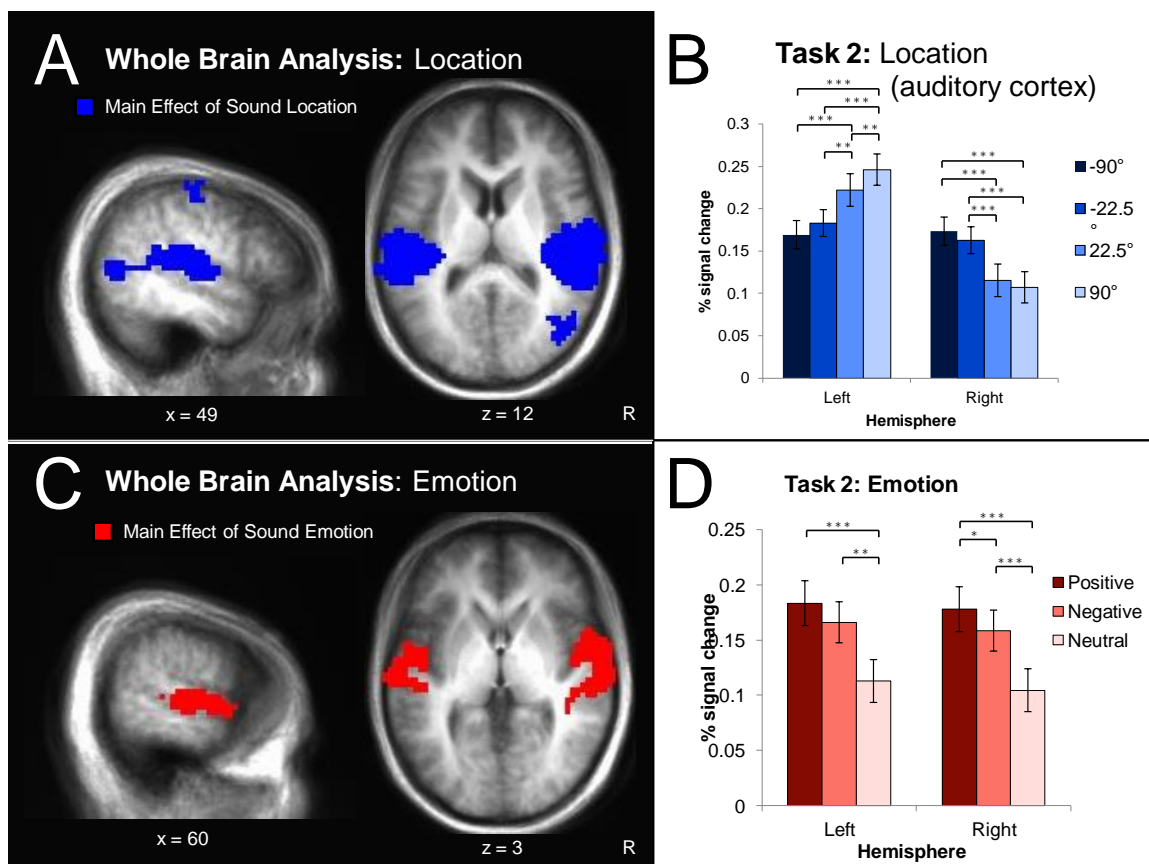 A
Whole Brain Analysis: Location
Main Effect of Sound Location
x = 49
z = 12
R
B
Task 2: Location
(auditory cortex)
***
***
***
**
**
***
***
***
***
0.3
0.25
0.2
0.15
0.1
0.05
0
% signal change
Left
Right
Hemisphere
-90°
-22.5
°
22.5°
90°
C
Whole Brain Analysis: Emotion
Main Effect of Sound Emotion
x = 60
z = 3
R
D
Task 2: Emotion
***
**
***
*
***
0.25
0.2
0.15
0.1
0.05
0
% signal change
Left
Right
Hemisphere
Positive
Negative
Neutral